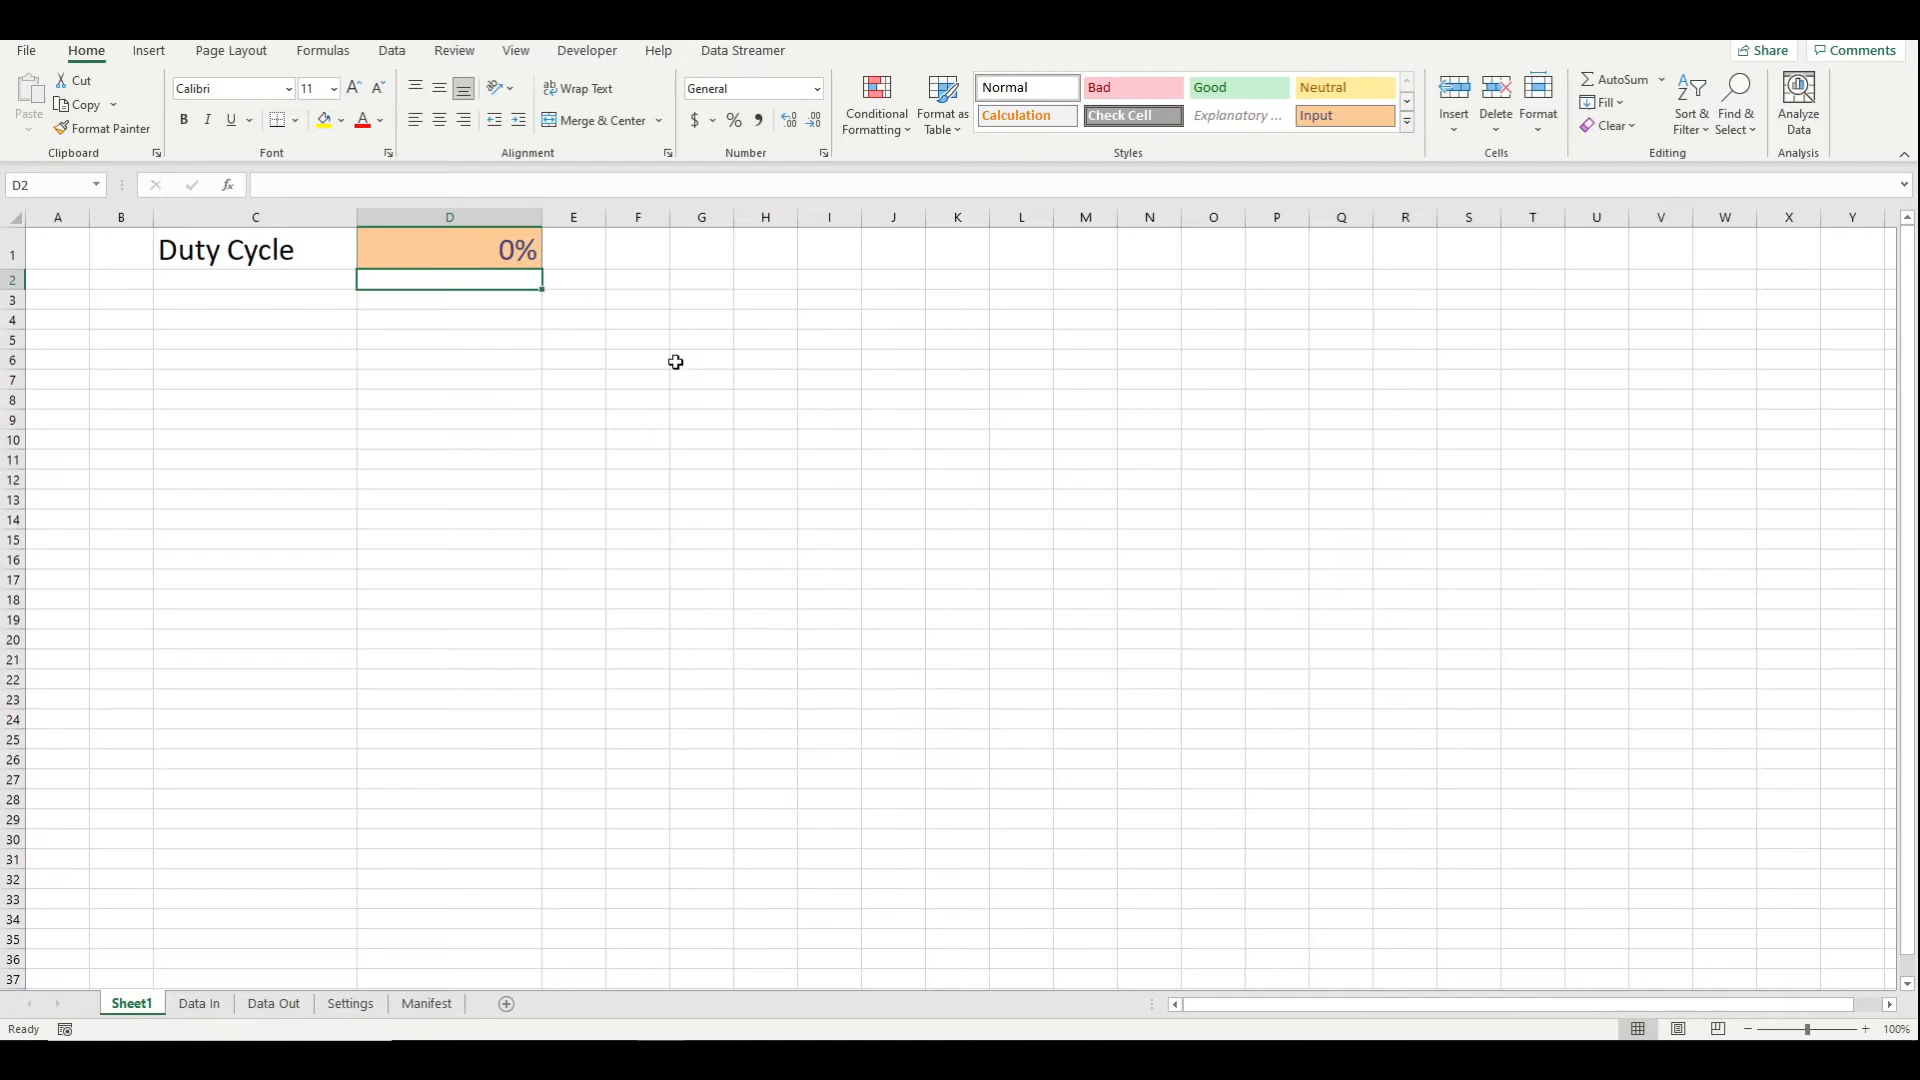 File Home Insert Page Layout Formulas Data Review View Developer Help Data Streamer Share Comments
Paste Cut Copy Format Painter
Calibri 11 A A
B I U A
Wrap Text
Merge & Center
General
$ %
Conditional Formatting
Format as Table
Normal Bad Good Neutral
Calculation Check Cell Explanatory ... Input
Insert Delete Format
AutoSum
Fill
Clear
Sort & Filter
Find & Select
Analyze Data
Clipboard Font Alignment Number Styles Cells Editing Analysis
D2 fx
A B C D E F G H I J K L M N O P Q R S T U V W X Y
1 Duty Cycle 0%
2
3
4
5
6
7
8
9
10
11
12
13
14
15
16
17
18
19
20
21
22
23
24
25
26
27
28
29
30
31
32
33
34
35
36
37
Sheet1 Data In Data Out Settings Manifest
Ready 100%